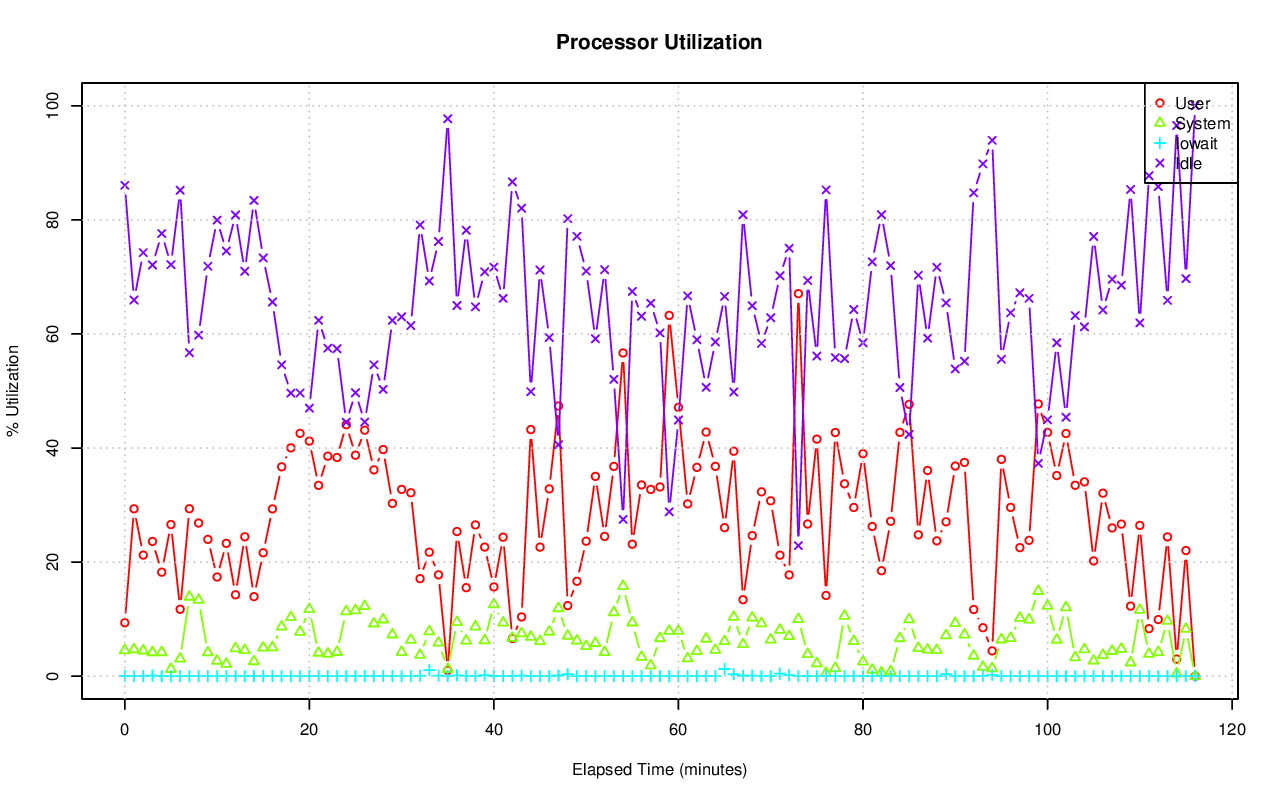 Processor Utilization
% Utilization
100
80
60
40
20
0
User
System
Iowait
Idle
0 20 40 60 80 100 120
Elapsed Time (minutes)